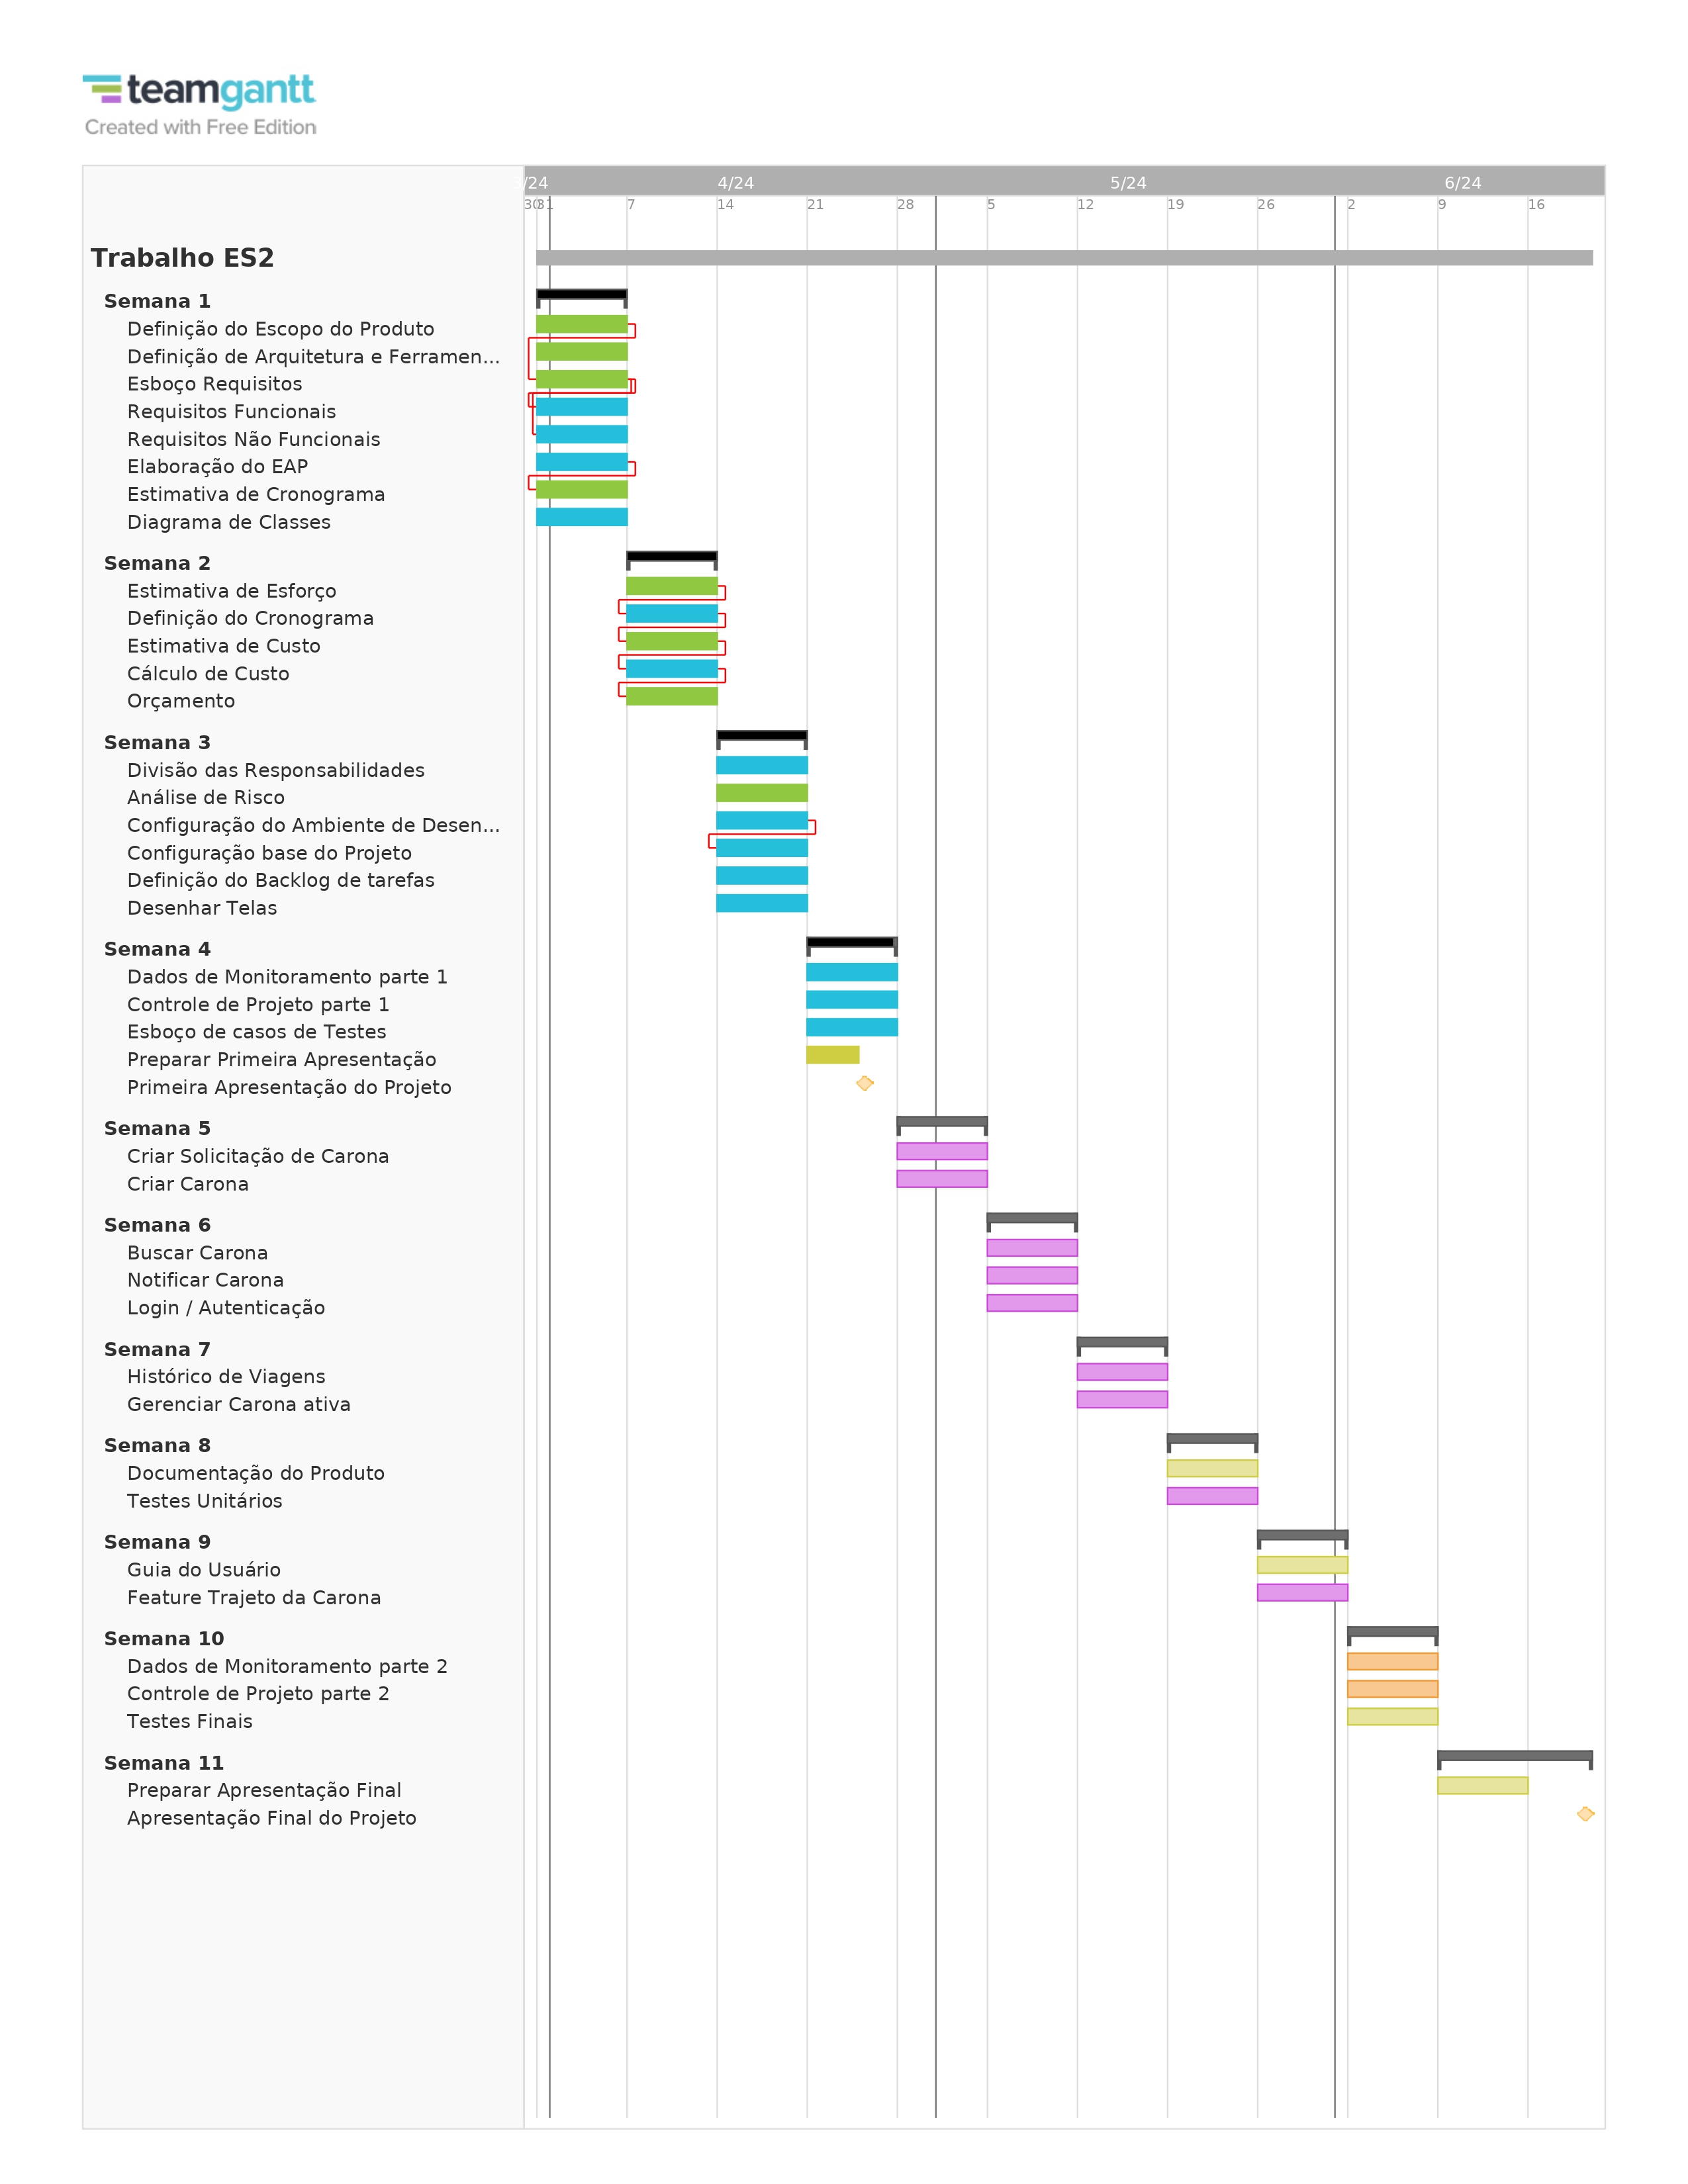 teamgantt
Created with Free Edition
/24 4/24 5/24 6/24
30 31 7 14 21 28 5 12 19 26 2 9 16
Trabalho ES2
Semana 1
Definição do Escopo do Produto
Definição de Arquitetura e Ferramen...
Esboço Requisitos
Requisitos Funcionais
Requisitos Não Funcionais
Elaboração do EAP
Estimativa de Cronograma
Diagrama de Classes
Semana 2
Estimativa de Esforço
Definição do Cronograma
Estimativa de Custo
Cálculo de Custo
Orçamento
Semana 3
Divisão das Responsabilidades
Análise de Risco
Configuração do Ambiente de Desen...
Configuração base do Projeto
Definição do Backlog de tarefas
Desenhar Telas
Semana 4
Dados de Monitoramento parte 1
Controle de Projeto parte 1
Esboço de casos de Testes
Preparar Primeira Apresentação
Primeira Apresentação do Projeto
Semana 5
Criar Solicitação de Carona
Criar Carona
Semana 6
Buscar Carona
Notificar Carona
Login / Autenticação
Semana 7
Histórico de Viagens
Gerenciar Carona ativa
Semana 8
Documentação do Produto
Testes Unitários
Semana 9
Guia do Usuário
Feature Trajeto da Carona
Semana 10
Dados de Monitoramento parte 2
Controle de Projeto parte 2
Testes Finais
Semana 11
Preparar Apresentação Final
Apresentação Final do Projeto